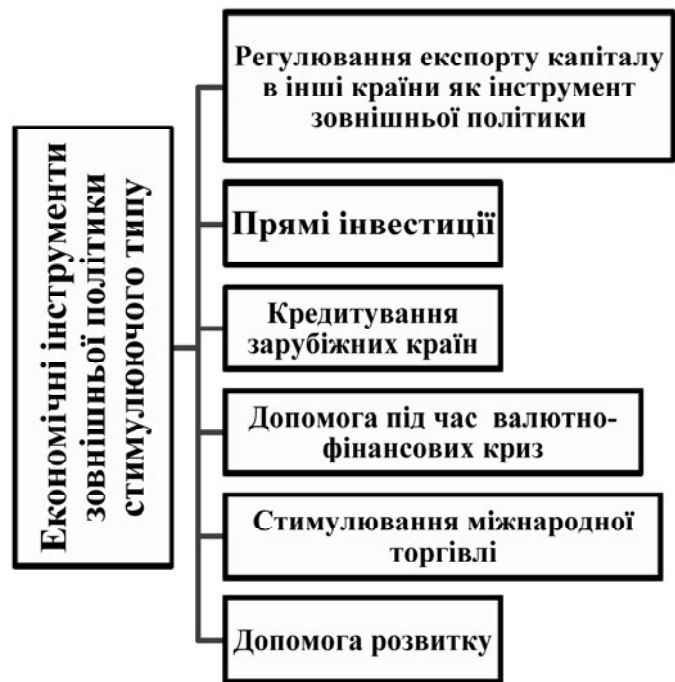 Економічні інструменти
зовнішньої політики
стимулюючого типу
Регулювання експорту капіталу
в інші країни як інструмент
зовнішньої політики
Прямі інвестиції
Кредитування
зарубіжних країн
Допомога під час валютно-
фінансових криз
Стимулювання міжнародної
торгівлі
Допомога розвитку